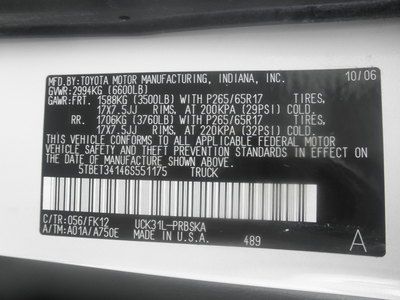 MFD.BY:TOYOTA MOTOR MANUFACTURING, INDIANA, INC. 10/06
GVWR:2994KG (6600LB)
GAWR:FRT. 1588KG (3500LB) WITH P265/65R17 TIRES,
17X7.5JJ RIMS, AT 200KPA (29PSI) COLD.
RR. 1706KG (3760LB) WITH P265/65R17 TIRES,
17X7.5JJ RIMS, AT 220KPA (32PSI) COLD.
THIS VEHICLE CONFORMS TO ALL APPLICABLE FEDERAL MOTOR
VEHICLE SAFETY AND THEFT PREVENTION STANDARDS IN EFFECT
ON THE DATE OF MANUFACTURE SHOWN ABOVE.
5TBET34146S551175 TRUCK
C/TR:056/FK12 UCK31L-PRBSKA
A/TM:A01A/A750E MADE IN U.S.A. 489 A